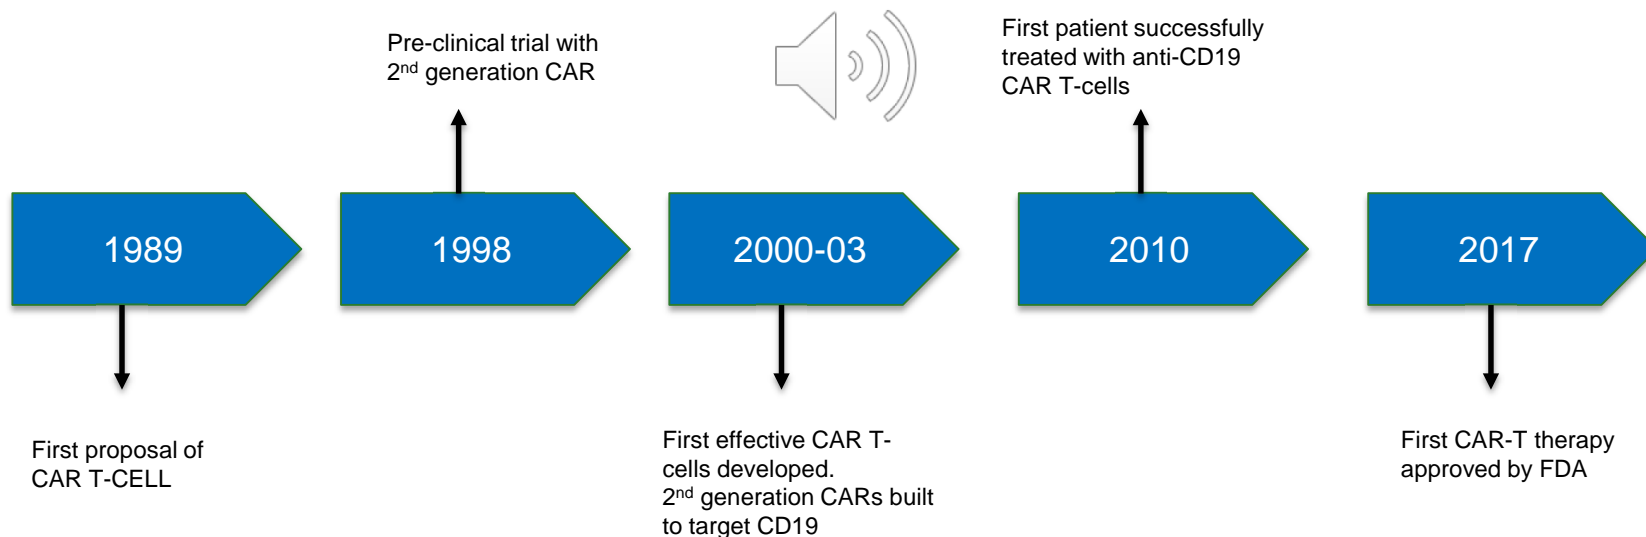 Pre-clinical trial with
2nd generation CAR
First patient successfully
treated with anti-CD19
CAR T-cells
1989
1998
2000-03
2010
2017
First proposal of
CAR T-CELL
First effective CAR T-
cells developed.
2nd generation CARs built
to target CD19
First CAR-T therapy
approved by FDA